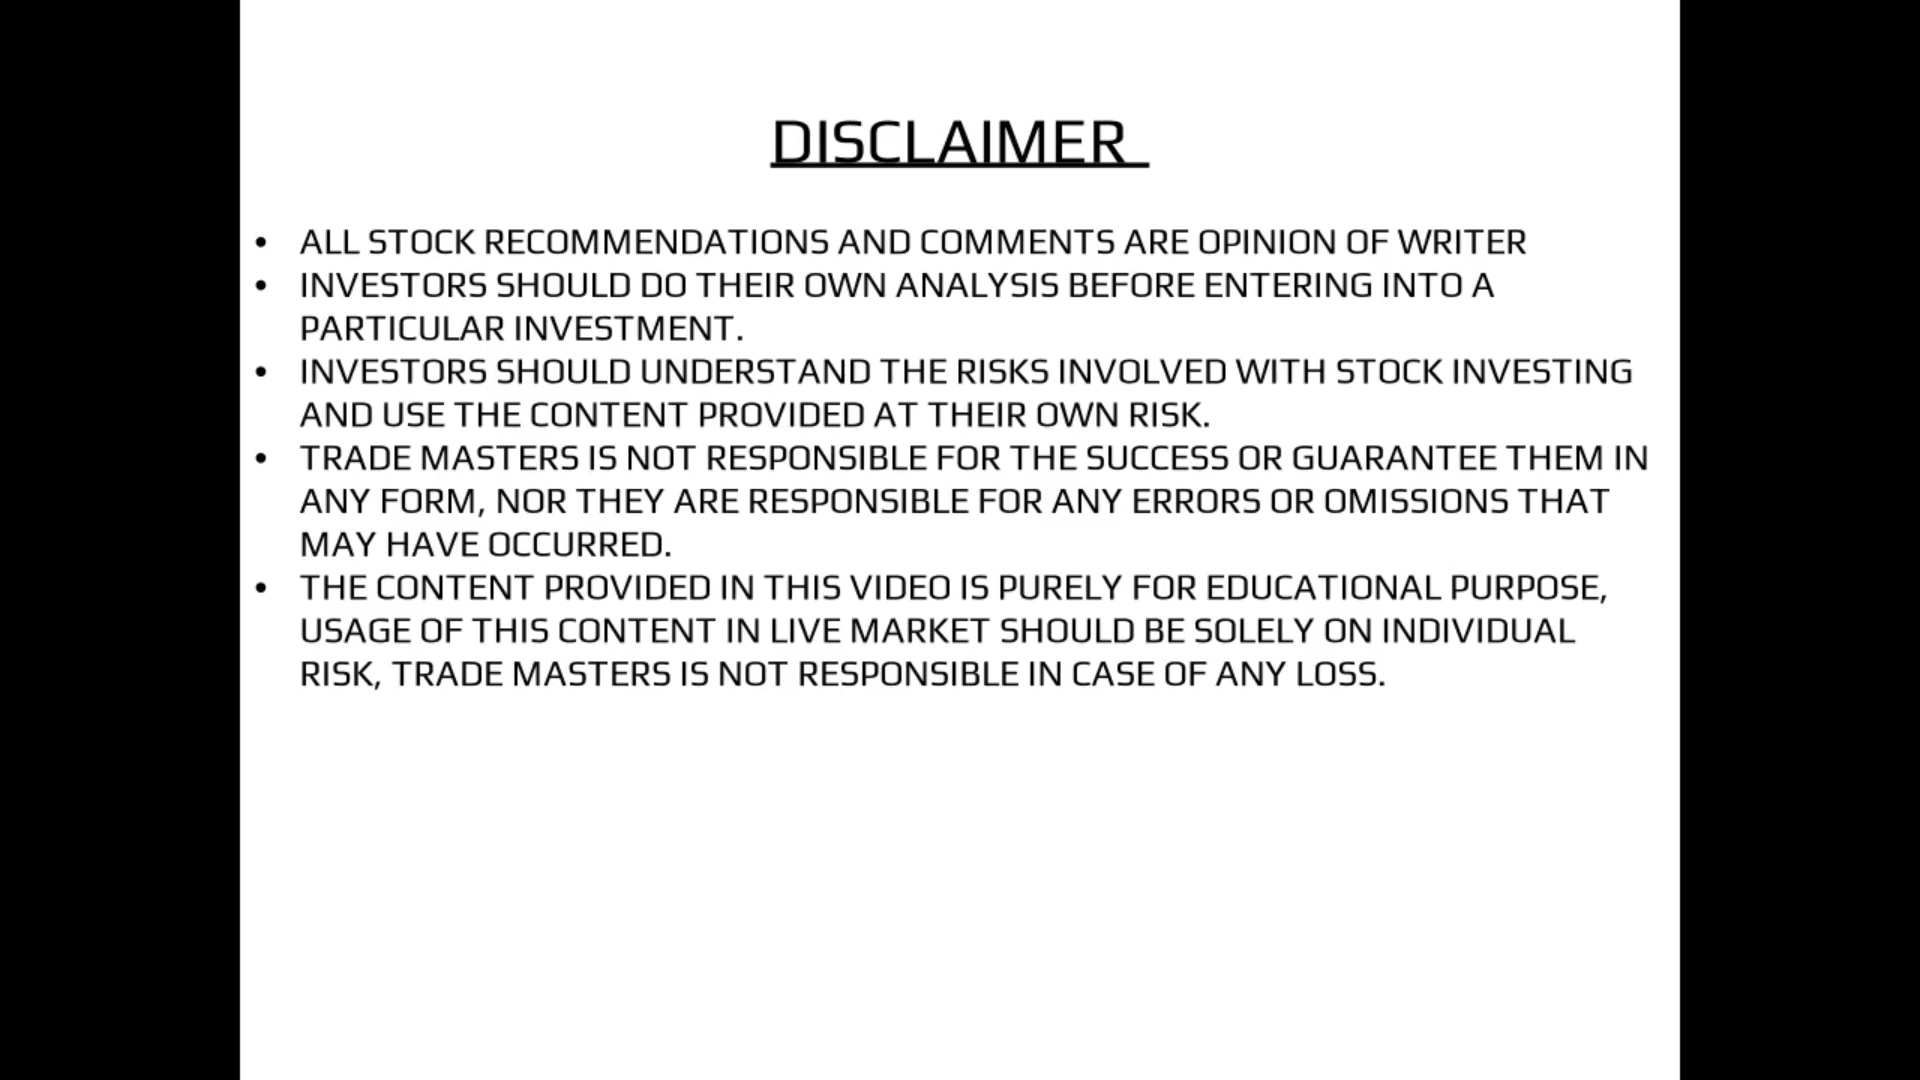 DISCLAIMER
• ALL STOCK RECOMMENDATIONS AND COMMENTS ARE OPINION OF WRITER
• INVESTORS SHOULD DO THEIR OWN ANALYSIS BEFORE ENTERING INTO A
PARTICULAR INVESTMENT.
• INVESTORS SHOULD UNDERSTAND THE RISKS INVOLVED WITH STOCK INVESTING
AND USE THE CONTENT PROVIDED AT THEIR OWN RISK.
• TRADE MASTERS IS NOT RESPONSIBLE FOR THE SUCCESS OR GUARANTEE THEM IN
ANY FORM, NOR THEY ARE RESPONSIBLE FOR ANY ERRORS OR OMISSIONS THAT
MAY HAVE OCCURRED.
• THE CONTENT PROVIDED IN THIS VIDEO IS PURELY FOR EDUCATIONAL PURPOSE,
USAGE OF THIS CONTENT IN LIVE MARKET SHOULD BE SOLELY ON INDIVIDUAL
RISK, TRADE MASTERS IS NOT RESPONSIBLE IN CASE OF ANY LOSS.